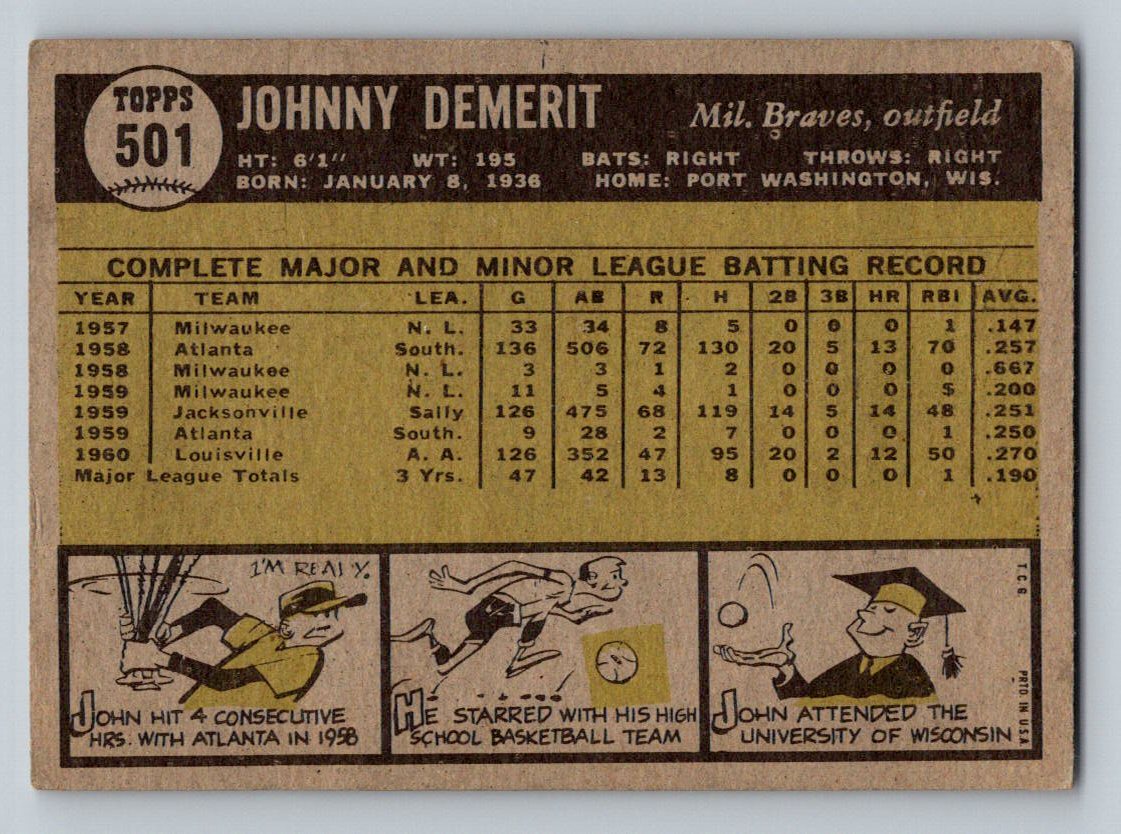 TOPPS
501
JOHNNY DEMERIT
Mil. Braves, outfield
HT: 6'1" WT: 195 BATS: RIGHT THROWS: RIGHT
BORN: JANUARY 8, 1936 HOME: PORT WASHINGTON, WIS.
COMPLETE MAJOR AND MINOR LEAGUE BATTING RECORD
YEAR TEAM LEA. G AB R H 2B 3B HR RBI AVG.
1957 Milwaukee N. L. 33 34 8 5 0 0 0 1 .147
1958 Atlanta South. 136 506 72 130 20 5 13 70 .257
1958 Milwaukee N. L. 3 3 1 2 0 0 0 0 .667
1959 Milwaukee N. L. 11 5 4 1 0 0 0 .200
1959 Jacksonville Sally 126 475 68 119 14 5 14 48 .251
1959 Atlanta South. 9 28 2 7 0 0 0 1 .250
1960 Louisville A. A. 126 352 47 95 20 2 12 50 .270
Major League Totals 3 Yrs. 47 42 13 8 0 0 0 1 .190
I'M READY.
JOHN HIT 4 CONSECUTIVE
HRS. WITH ATLANTA IN 1958
HE STARRED WITH HIS HIGH
SCHOOL BASKETBALL TEAM
JOHN ATTENDED THE
UNIVERSITY OF WISCONSIN
T.C.G.
PRTD. IN U.S.A.